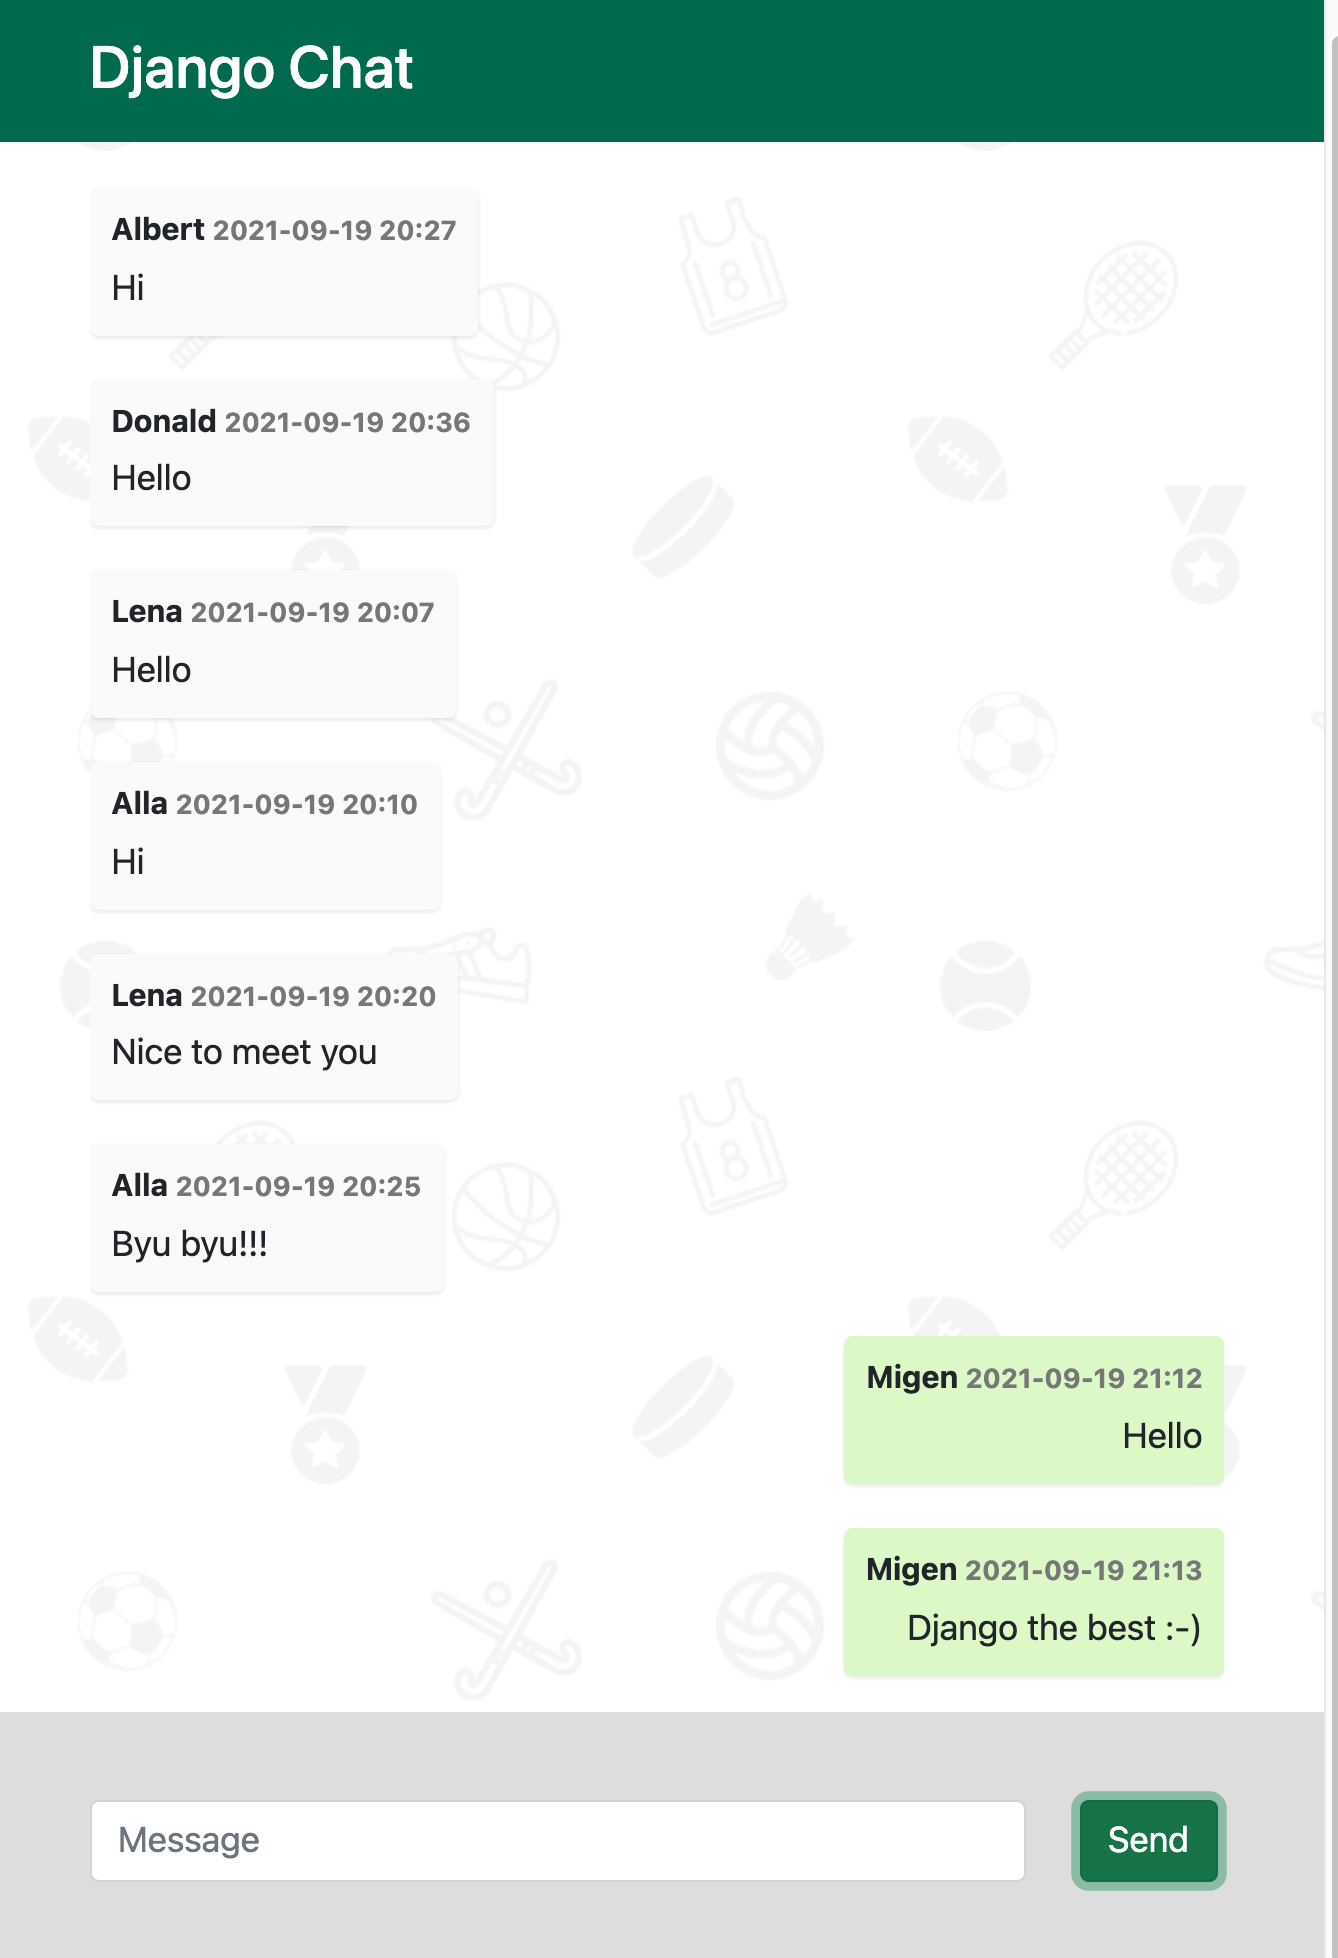 Django Chat
Albert 2021-09-19 20:27
Hi
Donald 2021-09-19 20:36
Hello
Lena 2021-09-19 20:07
Hello
Alla 2021-09-19 20:10
Hi
Lena 2021-09-19 20:20
Nice to meet you
Alla 2021-09-19 20:25
Byu byu!!!
Migen 2021-09-19 21:12
Hello
Migen 2021-09-19 21:13
Django the best :-)
Message
Send
8
8